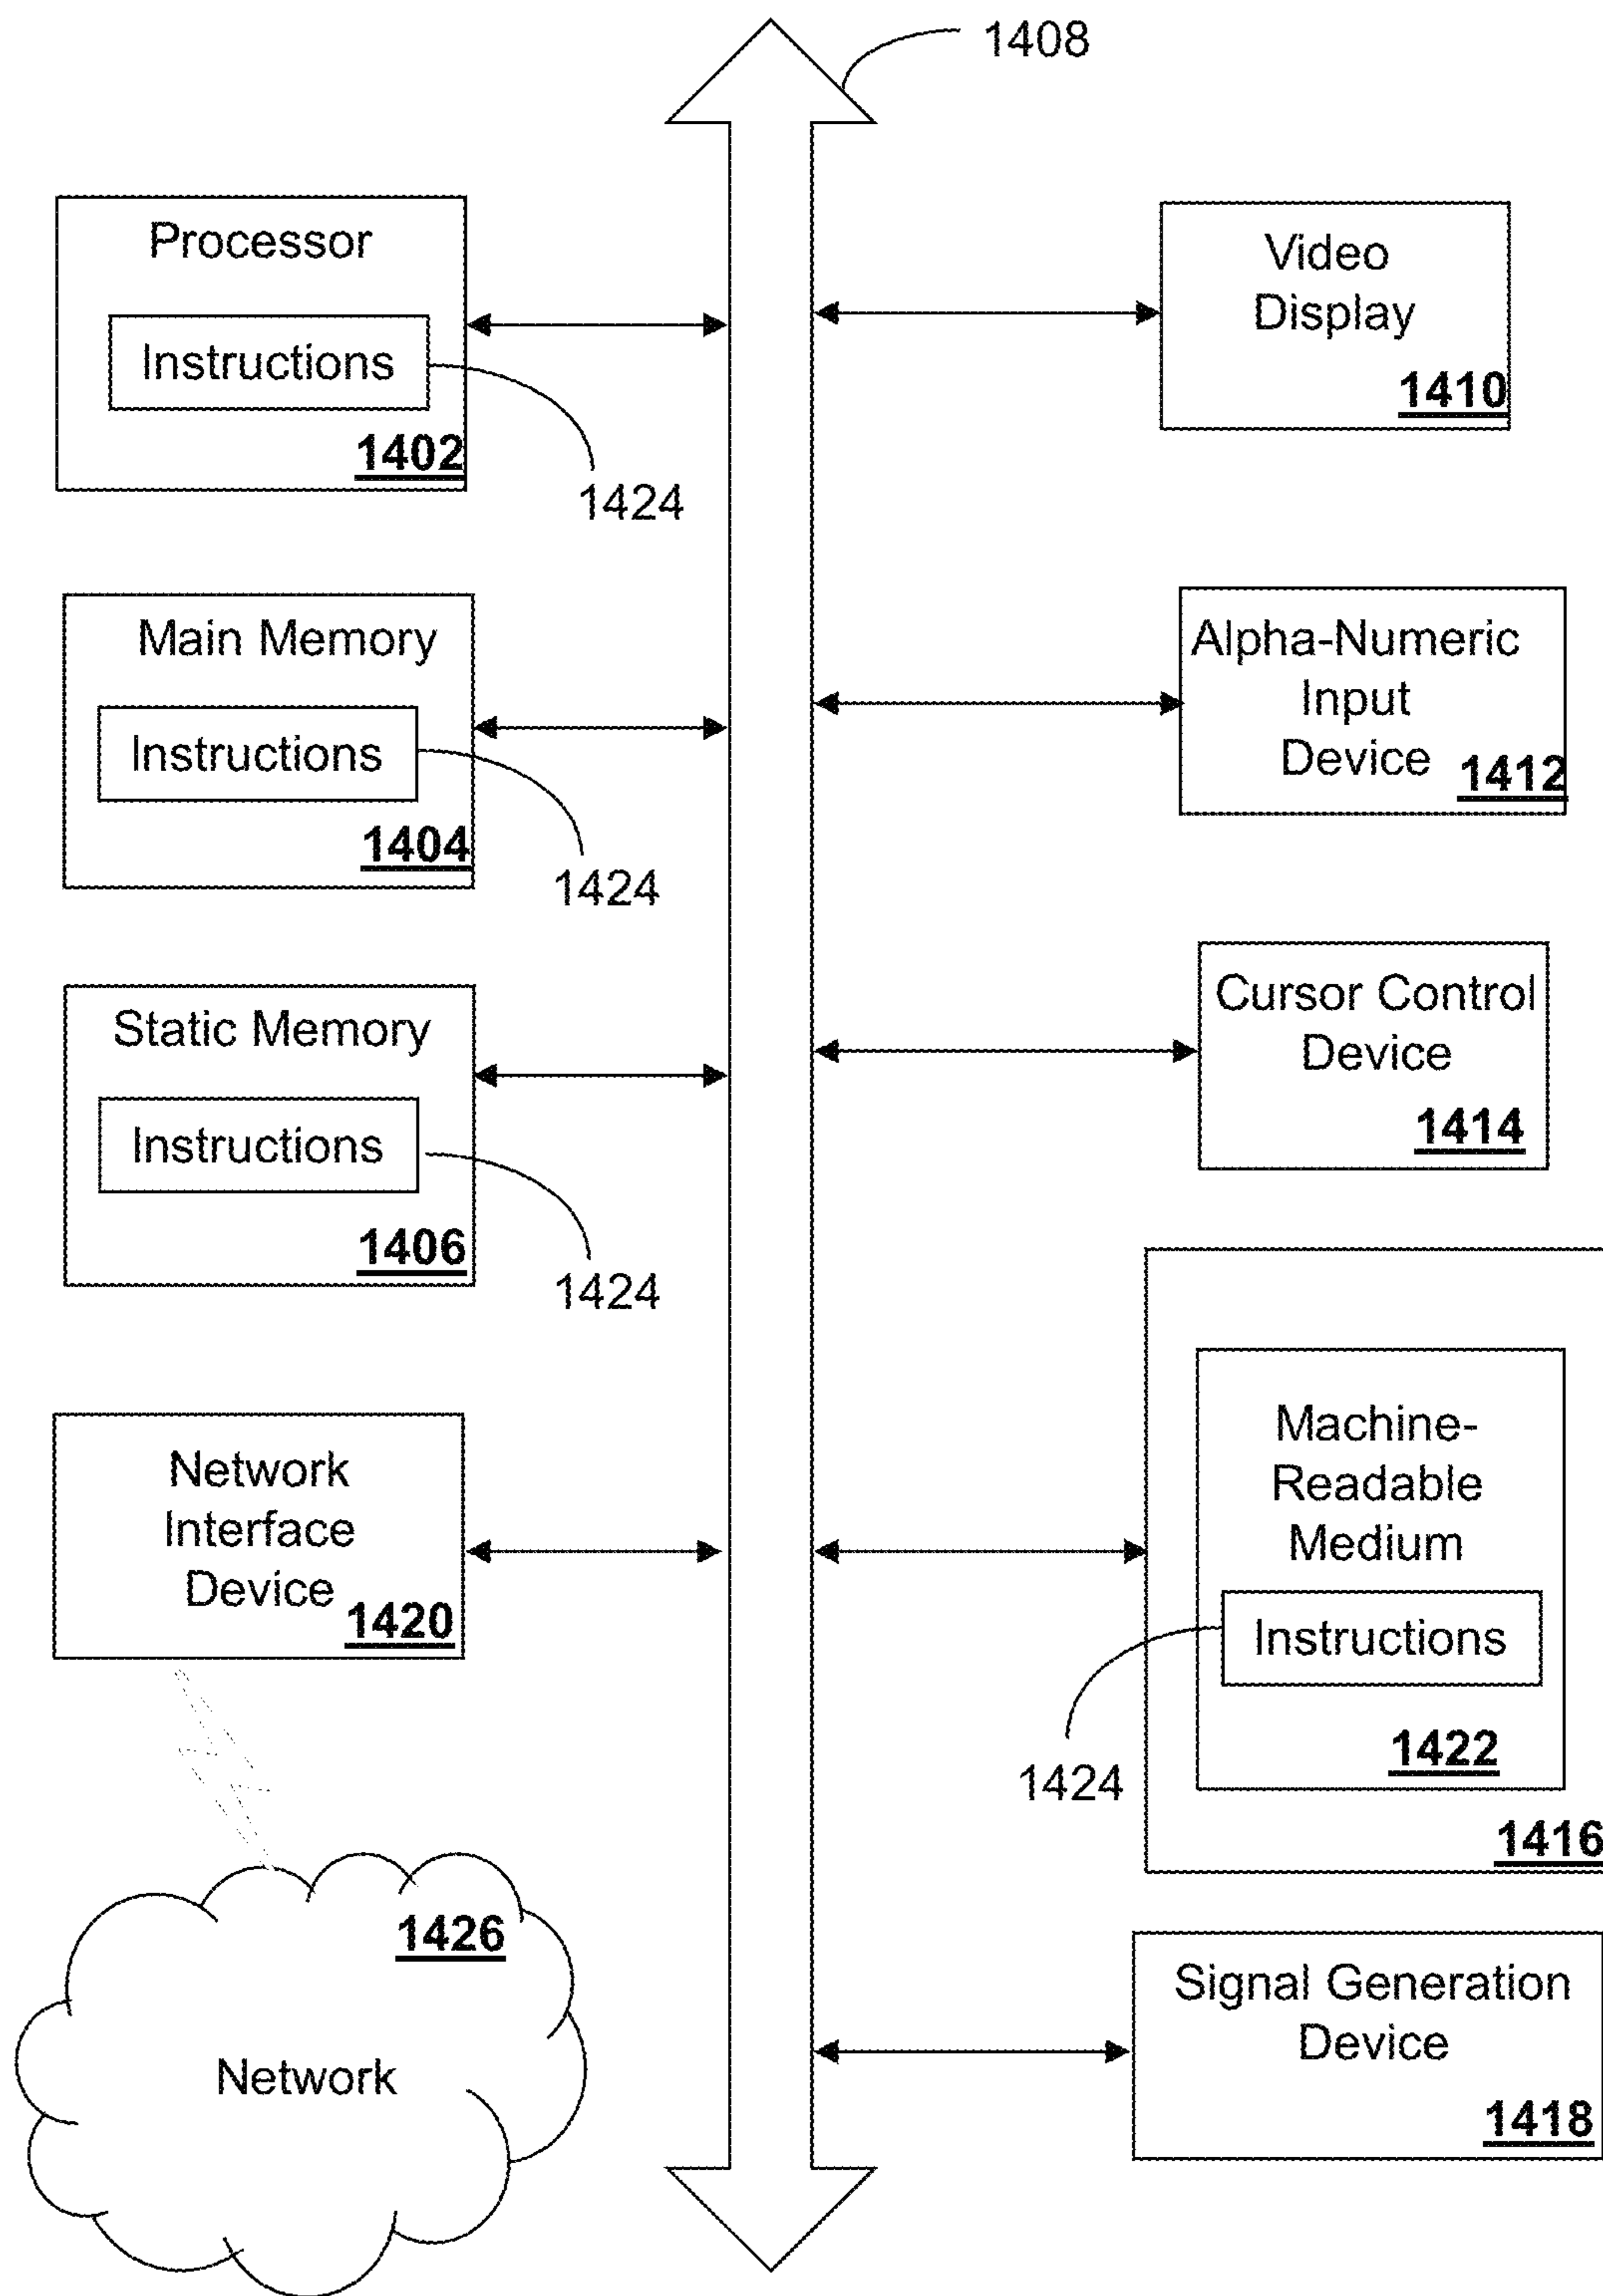 1408
Processor
Instructions
1402
1424
Main Memory
Instructions
1404
1424
Static Memory
Instructions
1406
1424
Network
Interface
Device
1420
1426
Network
Video
Display
1410
Alpha-Numeric
Input
Device
1412
Cursor Control
Device
1414
Machine-
Readable
Medium
Instructions
1422
1424
1416
Signal Generation
Device
1418